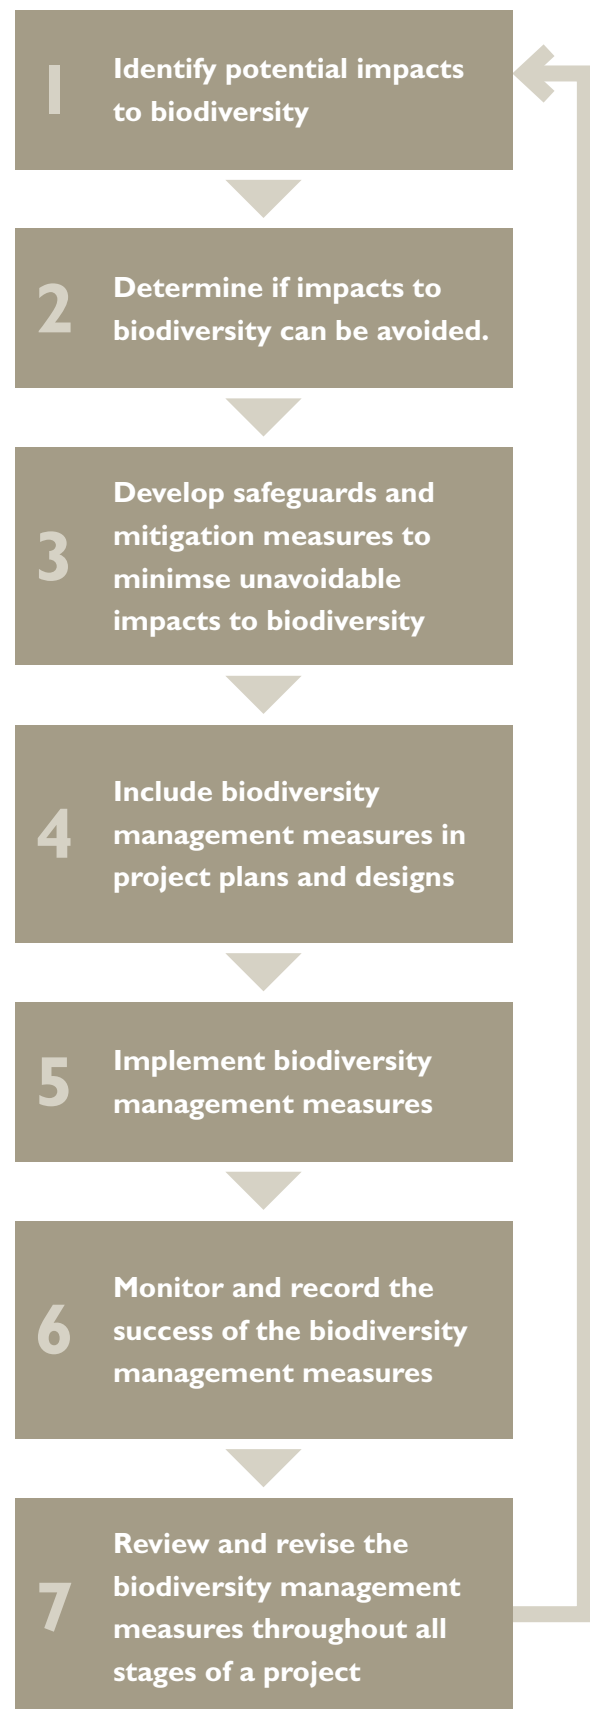 1
Identify potential impacts
to biodiversity
2
Determine if impacts to
biodiversity can be avoided.
3
Develop safeguards and
mitigation measures to
minimse unavoidable
impacts to biodiversity
4
Include biodiversity
management measures in
project plans and designs
5
Implement biodiversity
management measures
6
Monitor and record the
success of the biodiversity
management measures
7
Review and revise the
biodiversity management
measures throughout all
stages of a project